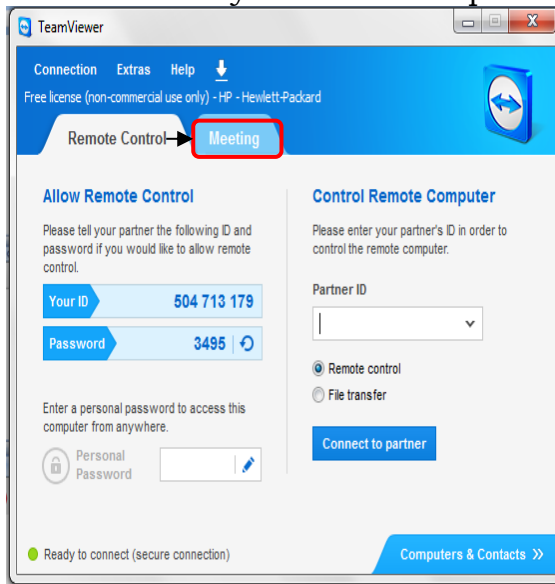 TeamViewer
Connection Extras Help
Free license (non-commercial use only) - HP - Hewlett-Packard
Remote Control
Meeting
Allow Remote Control
Please tell your partner the following ID and
password if you would like to allow remote
control.
Your ID 504 713 179
Password 3495
Enter a personal password to access this
computer from anywhere.
Personal
Password
Control Remote Computer
Please enter your partner's ID in order to
control the remote computer.
Partner ID
Remote control
File transfer
Connect to partner
Ready to connect (secure connection)
Computers & Contacts >>